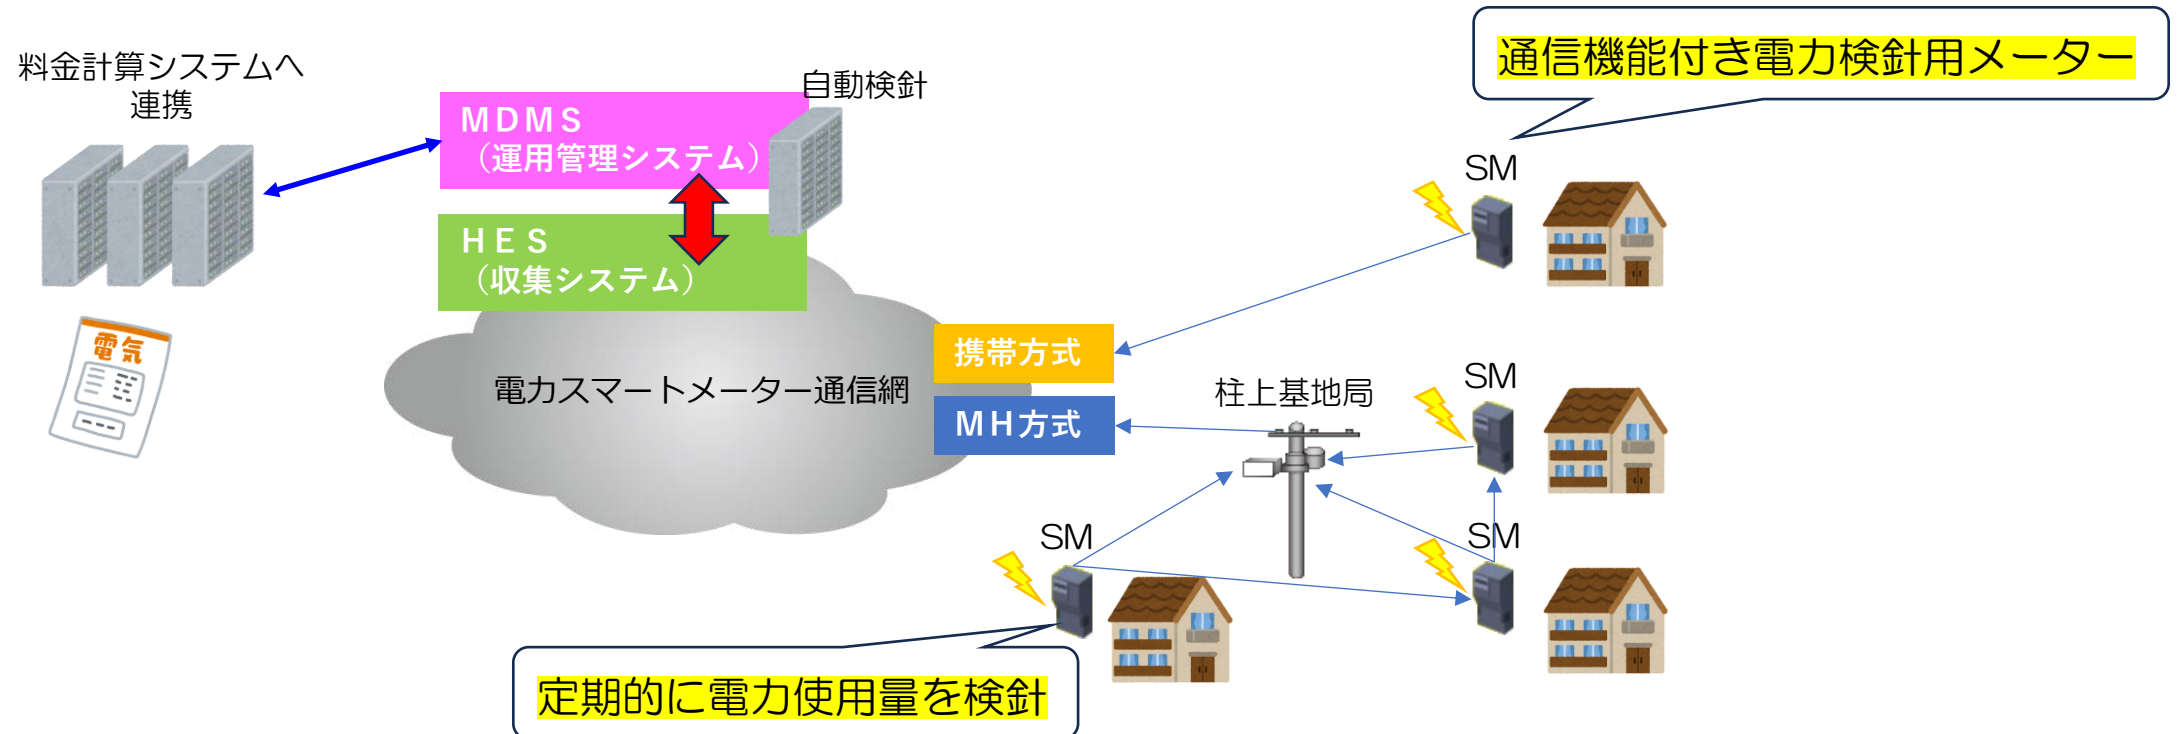 通信機能付き電力検針用メーター
料金計算システムへ
連携
自動検針
MDMS
(運用管理システム)
HES
(収集システム)
SM
携帯方式
電力スマートメーター通信網
MH方式
柱上基地局
SM
SM
SM
電気
定期的に電力使用量を検針